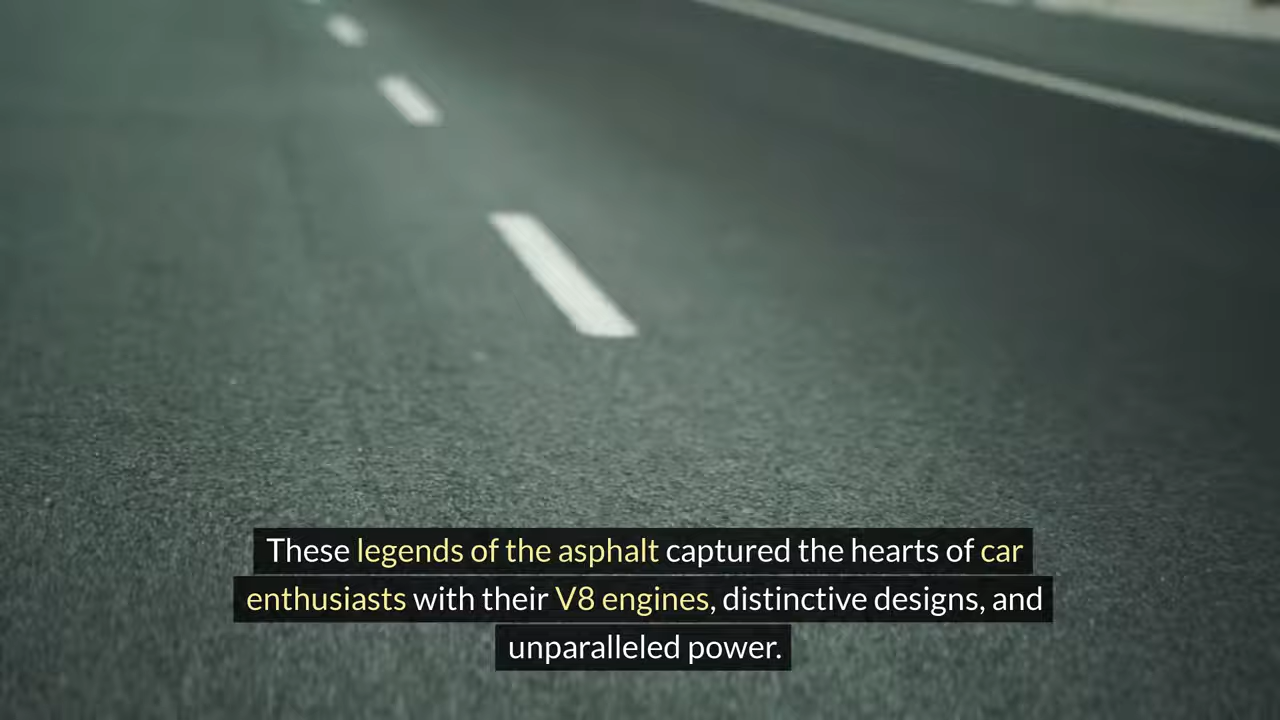 These legends of the asphalt captured the hearts of car
enthusiasts with their V8 engines, distinctive designs, and
unparalleled power.